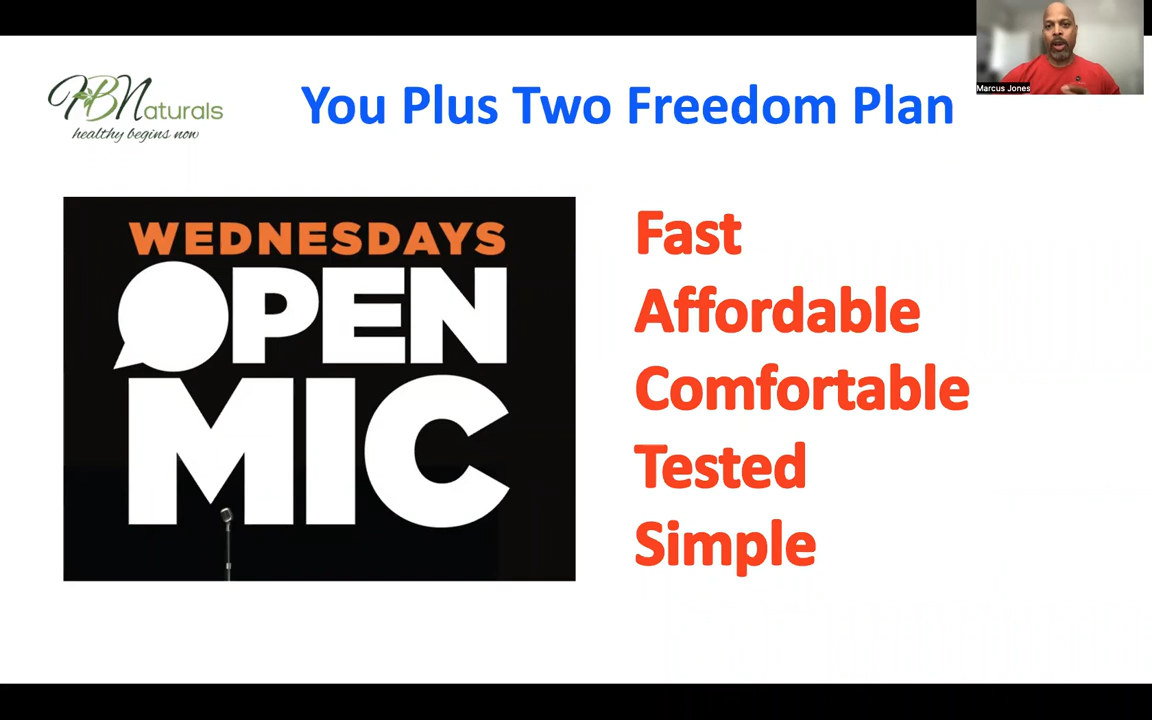 HBNaturals
healthy begins now
You Plus Two Freedom Plan
Marcus Jones
WEDNESDAYS
OPEN
MIC
Fast
Affordable
Comfortable
Tested
Simple